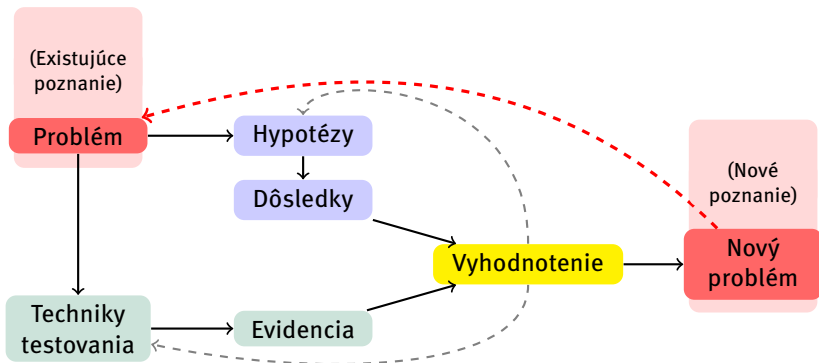 (Existujúce
poznanie)
Problém
Hypotézy
Dôsledky
Vyhodnotenie
(Nové
poznanie)
Nový
problém
Techniky
testovania
Evidencia